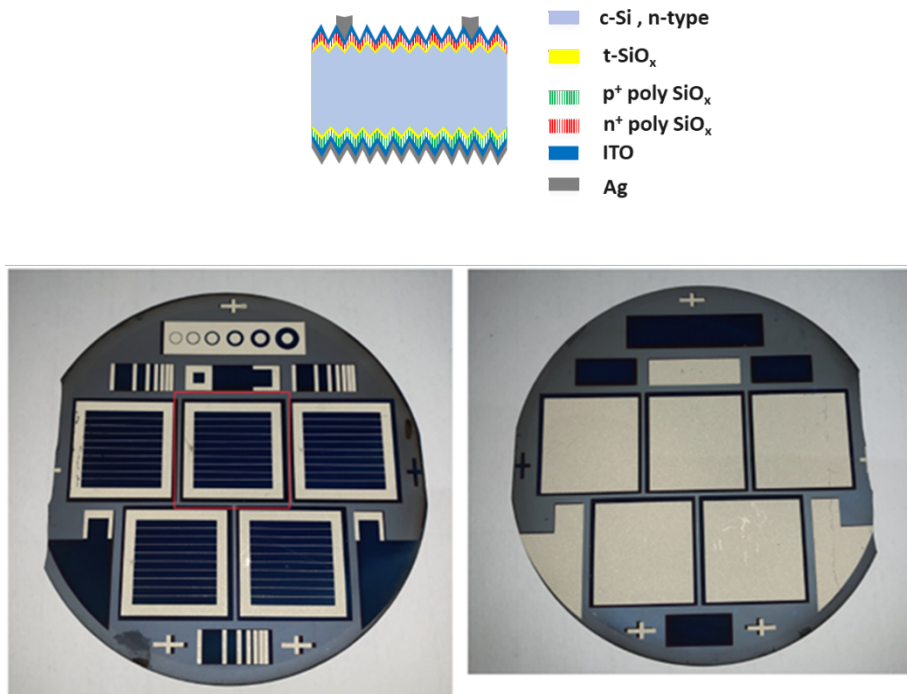 c-Si , n-type
t-SiOx
p+ poly SiOx
n+ poly SiOx
ITO
Ag